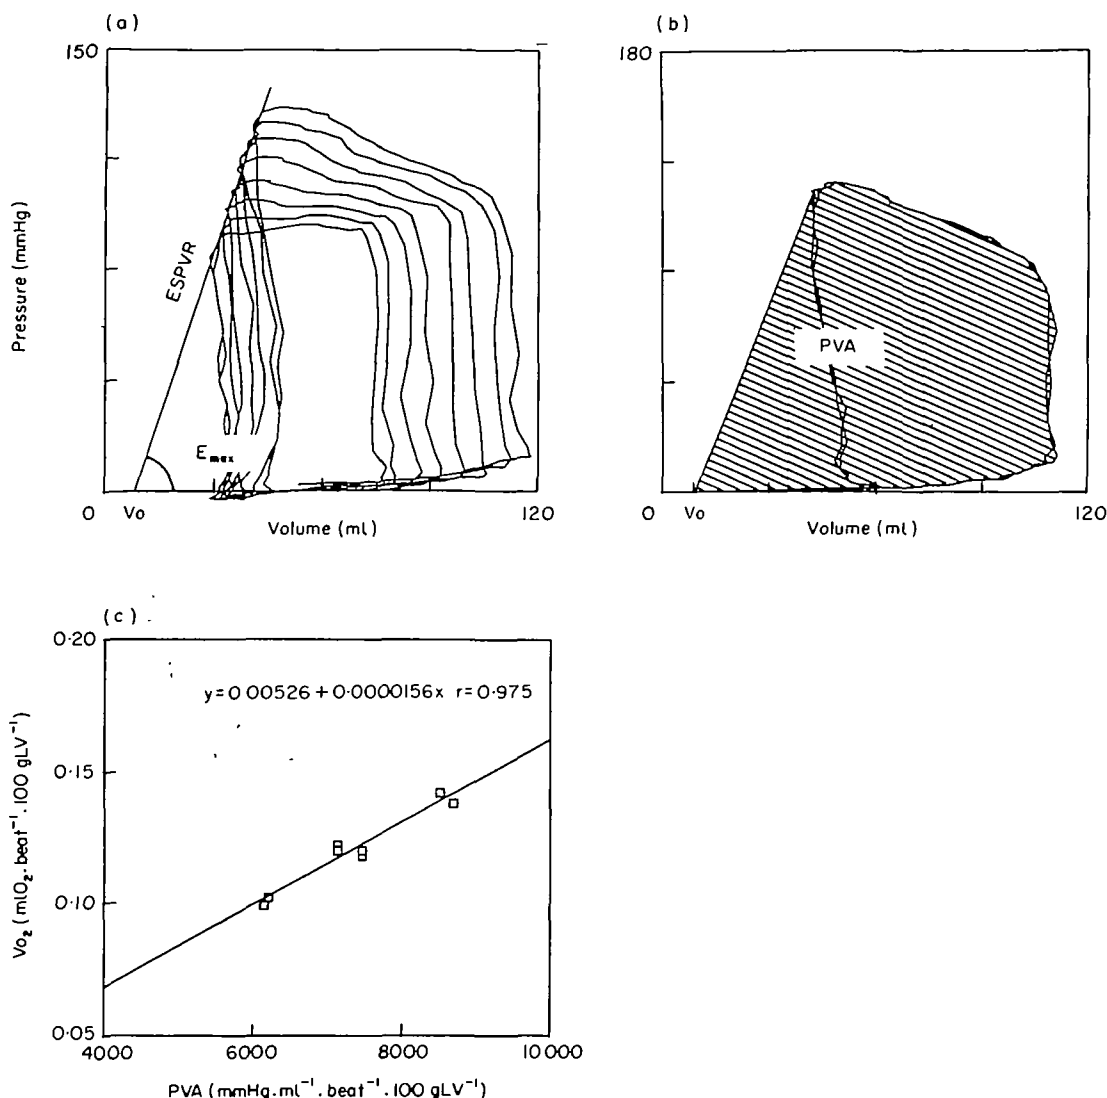 (a)
150
Pressure (mmHg)
ESPVR
Emax
0 Vo 120
Volume (ml)
(b)
180
PVA
0 Vo 120
Volume (ml)
(c)
0·20
y=0 00526+0·0000156x r=0·975
0·15
0·10
0·05
Vo₂ (mlO₂.beat⁻¹.100 gLV⁻¹)
4000 6000 8000 10000
PVA (mmHg.ml⁻¹.beat⁻¹.100 gLV⁻¹)